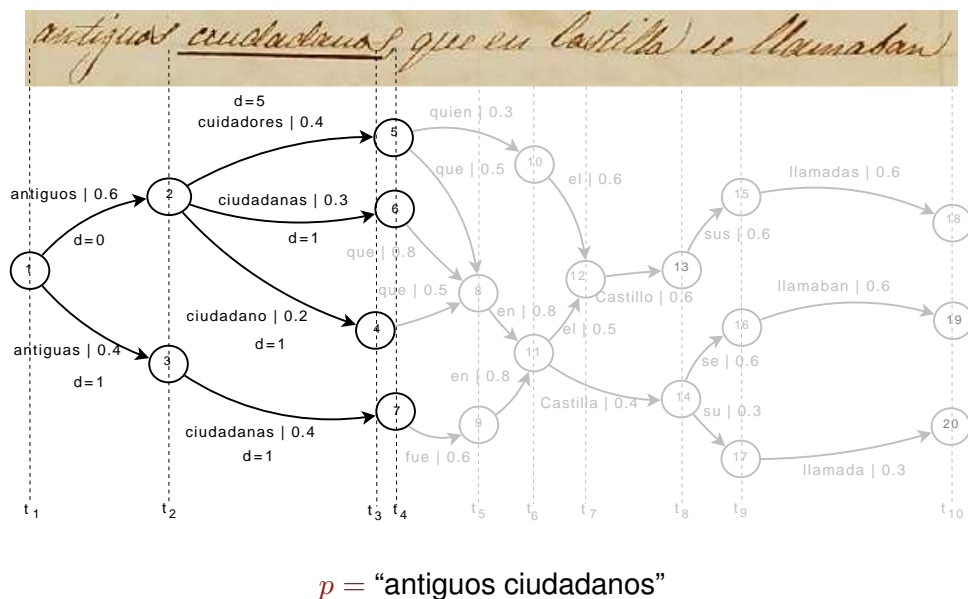 antiguos ciudadanos que en Castilla se llamaban
d=5
cuidadores | 0.4
quien | 0.3
que | 0.5
el | 0.6
llamadas | 0.6
antiguos | 0.6
d=0
ciudadanas | 0.3
d=1
que | 0.8
sus | 0.6
que | 0.5
Castillo | 0.6
llamaban | 0.6
ciudadano | 0.2
d=1
en | 0.8
el | 0.5
se | 0.6
antiguas | 0.4
d=1
en | 0.8
Castilla | 0.4
su | 0.3
ciudadanas | 0.4
d=1
fue | 0.6
llamada | 0.3
1
2
3
4
5
6
7
8
9
10
11
12
13
14
15
16
17
18
19
20
t1 t2 t3 t4 t5 t6 t7 t8 t9 t10
p = “antiguos ciudadanos”